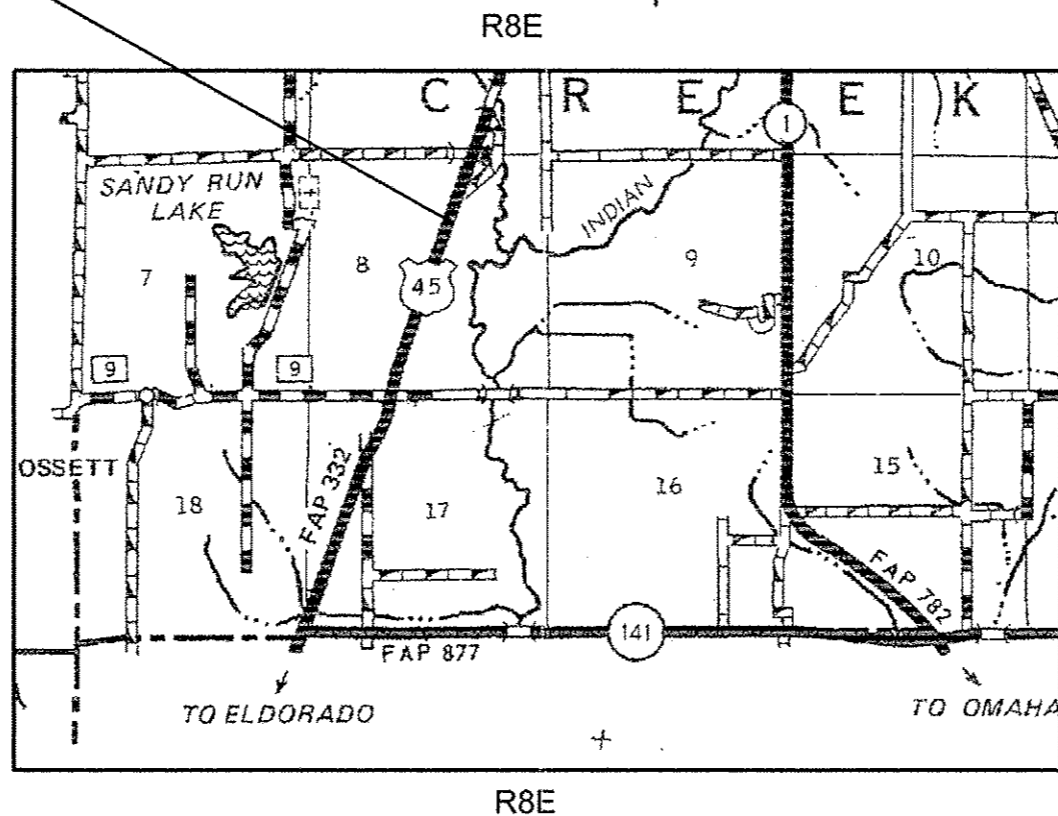 R8E
C R E E K
1
SANDY RUN
LAKE
INDIAN
7
8
9
10
45
9
9
OSSETT
FAP 332
18
17
16
15
FAP 782
141
FAP 877
TO ELDORADO
TO OMAHA
R8E